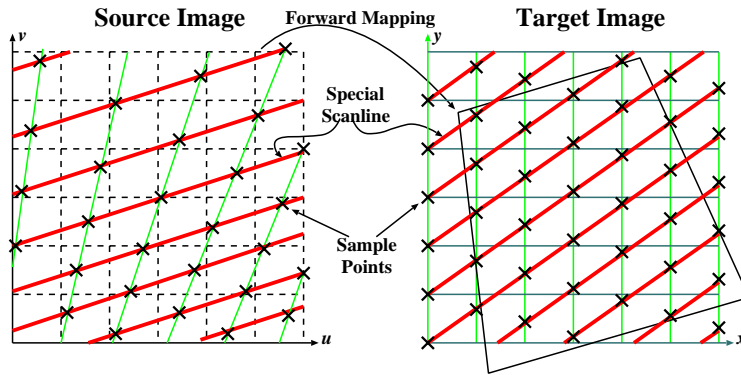 Source Image
Forward Mapping
Target Image
v
y
Special
Scanline
Sample
Points
u
x